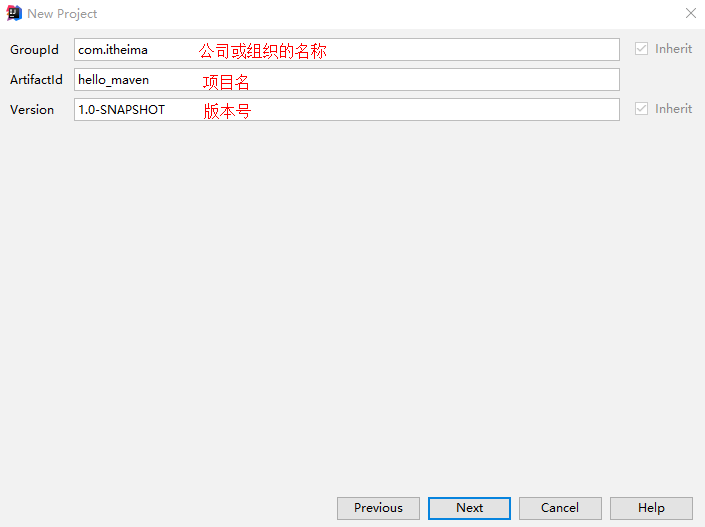 New Project
GroupId com.itheima 公司或组织的名称 Inherit
ArtifactId hello_maven 项目名
Version 1.0-SNAPSHOT 版本号 Inherit
Previous Next Cancel Help